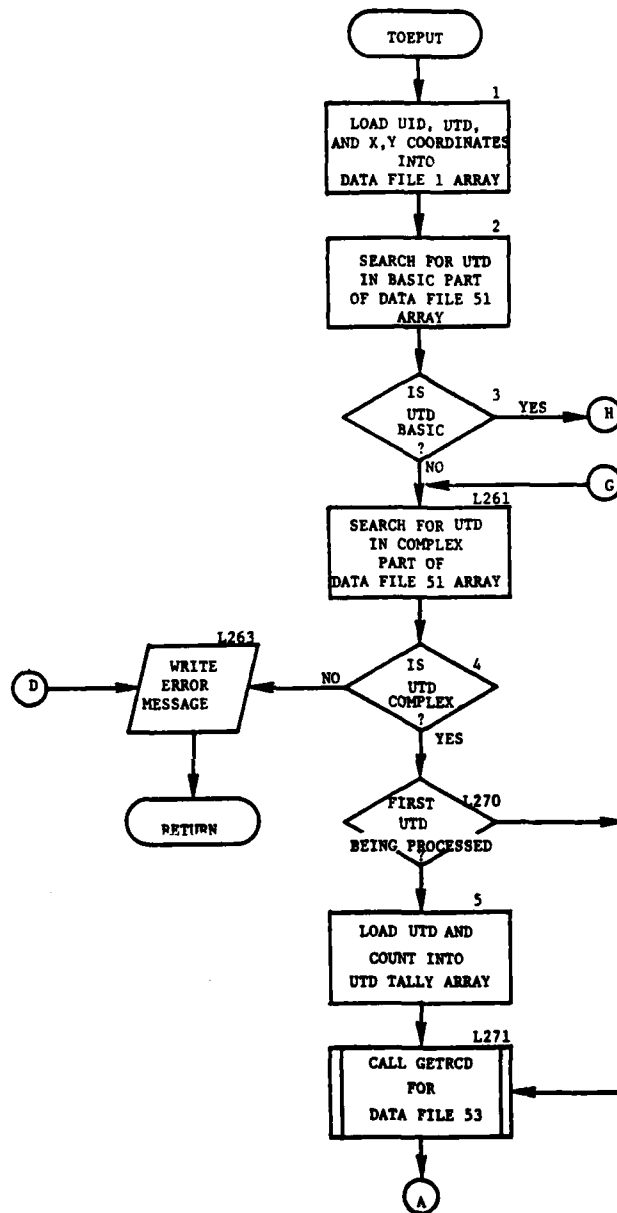 TOEPUT
1
LOAD UID, UTD,
AND X,Y COORDINATES
INTO
DATA FILE 1 ARRAY
2
SEARCH FOR UTD
IN BASIC PART
OF DATA FILE 51
ARRAY
3
IS
UTD
BASIC
?
YES
H
NO
G
L261
SEARCH FOR UTD
IN COMPLEX
PART OF
DATA FILE 51 ARRAY
L263
WRITE
ERROR
MESSAGE
D
NO
4
IS
UTD
COMPLEX
?
YES
RETURN
L270
FIRST
UTD
BEING PROCESSED
?
5
LOAD UTD AND
COUNT INTO
UTD TALLY ARRAY
L271
CALL GETRCD
FOR
DATA FILE 53
A